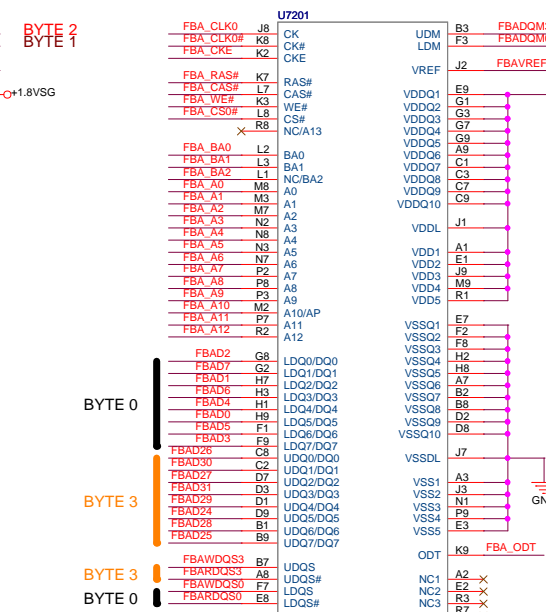 U7201
BYTE 2
BYTE 1
+1.8VSG
FBA_CLK0 J8 CK
FBA_CLK0# K8 CK#
FBA_CKE K2 CKE
FBA_RAS# K7 RAS#
FBA_CAS# L7 CAS#
FBA_WE# K3 WE#
FBA_CS0# L8 CS#
R8 NC/A13
FBA_BA0 L2 BA0
FBA_BA1 L3 BA1
FBA_BA2 L1 NC/BA2
FBA_A0 M8 A0
FBA_A1 M3 A1
FBA_A2 M7 A2
FBA_A3 N2 A3
FBA_A4 N8 A4
FBA_A5 N3 A5
FBA_A6 N7 A6
FBA_A7 P2 A7
FBA_A8 P8 A8
FBA_A9 P3 A9
FBA_A10 M2 A10/AP
FBA_A11 P7 A11
FBA_A12 R2 A12
BYTE 0
FBAD2 G8 LDQ0/DQ0
FBAD7 G2 LDQ1/DQ1
FBAD1 H7 LDQ2/DQ2
FBAD6 H3 LDQ3/DQ3
FBAD4 H1 LDQ4/DQ4
FBAD0 H9 LDQ5/DQ5
FBAD5 F1 LDQ6/DQ6
FBAD3 F9 LDQ7/DQ7
BYTE 3
FBAD26 C8 UDQ0/DQ0
FBAD30 C2 UDQ1/DQ1
FBAD27 D7 UDQ2/DQ2
FBAD31 D3 UDQ3/DQ3
FBAD29 D1 UDQ4/DQ4
FBAD24 D9 UDQ5/DQ5
FBAD28 B1 UDQ6/DQ6
FBAD25 B9 UDQ7/DQ7
BYTE 3
FBAWDQS3 B7 UDQS
FBARDQS3 A8 UDQS#
BYTE 0
FBAWDQS0 F7 LDQS
FBARDQS0 E8 LDQS#
UDM B3
LDM F3
VREF J2 FBAVREF
VDDQ1 E9
VDDQ2 G1
VDDQ3 G3
VDDQ4 G7
VDDQ5 G9
VDDQ6 A9
VDDQ7 C1
VDDQ8 C3
VDDQ9 C7
VDDQ10 C9
VDDL J1
VDD1 A1
VDD2 E1
VDD3 J9
VDD4 M9
VDD5 R1
VSSQ1 E7
VSSQ2 F2
VSSQ3 F8
VSSQ4 H2
VSSQ5 H8
VSSQ6 A7
VSSQ7 B2
VSSQ8 B8
VSSQ9 D2
VSSQ10 D8
VSSDL J7
VSS1 A3
VSS2 J3
VSS3 N1
VSS4 P9
VSS5 E3
ODT K9 FBA_ODT
NC1 A2
NC2 E2
NC3 R3
R7